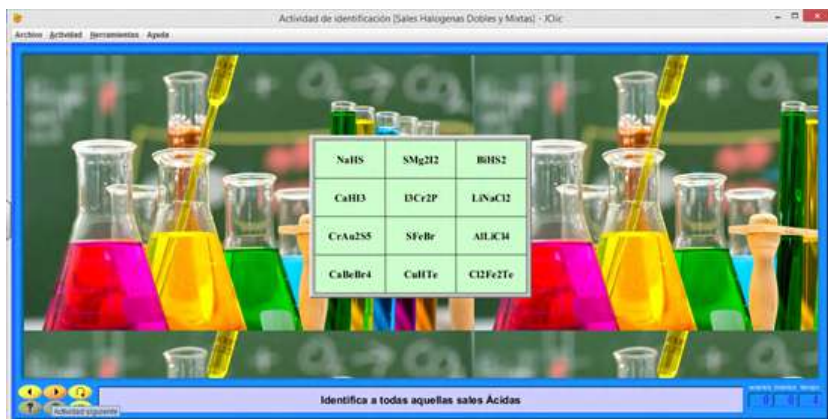 Actividad de identificación [Sales Halogenas Dobles y Mixtas] - JClic
Archivo Actividad Herramientas Ayuda
NaHS SMg2I2 BiHS2
CaHI3 I3Cr2P LiNaCl2
CrAu2S5 SFeBr AlLiCl4
CaBeBr4 CuHTe Cl2Fe2Te
Identifica a todas aquellas sales Ácidas
Actividad siguiente